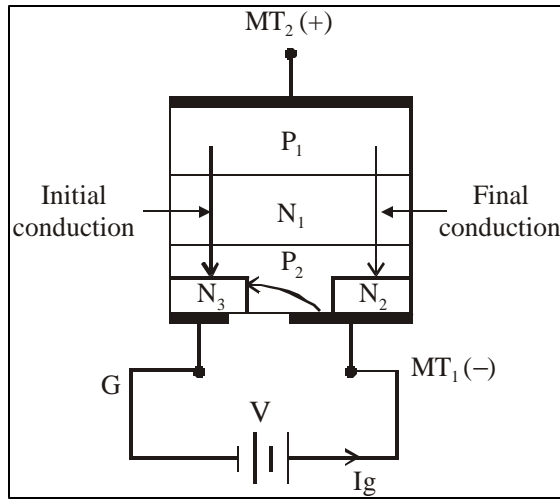 MT₂(+)
P₁
Initial
conduction
N₁
Final
conduction
P₂
N₃
N₂
G
MT₁(−)
V
Ig